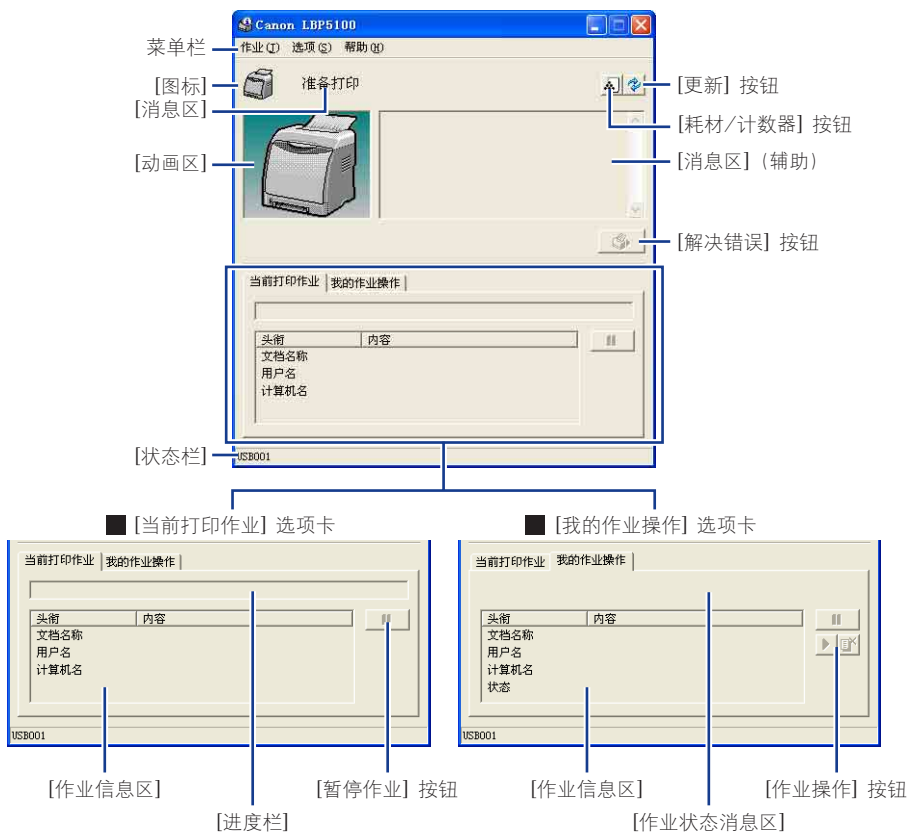 Canon LBP5100
菜单栏
作业(J) 选项(S) 帮助(H)
[图标]
准备打印
[更新] 按钮
[消息区]
[耗材/计数器] 按钮
[动画区]
[消息区] (辅助)
[解决错误] 按钮
当前打印作业 我的作业操作
头衔 内容
文档名称
用户名
计算机名
[状态栏]
USB001
[当前打印作业] 选项卡
当前打印作业 我的作业操作
头衔 内容
文档名称
用户名
计算机名
USB001
[作业信息区]
[暂停作业] 按钮
[进度栏]
[我的作业操作] 选项卡
当前打印作业 我的作业操作
头衔 内容
文档名称
用户名
计算机名
状态
USB001
[作业信息区]
[作业操作] 按钮
[作业状态消息区]